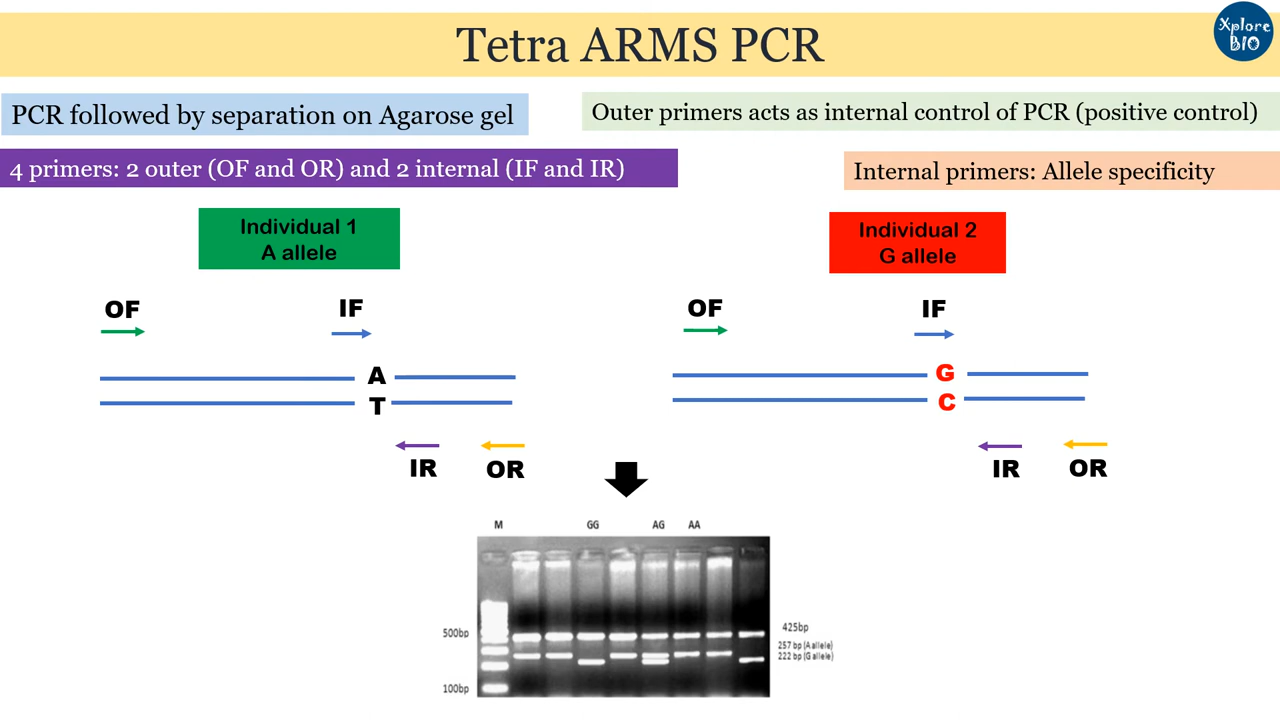 Tetra ARMS PCR
Xplore
BIO
PCR followed by separation on Agarose gel
Outer primers acts as internal control of PCR (positive control)
4 primers: 2 outer (OF and OR) and 2 internal (IF and IR)
Internal primers: Allele specificity
Individual 1
A allele
Individual 2
G allele
OF
IF
OF
IF
A
T
G
C
IR
OR
IR
OR
M
GG
AG
AA
500bp
100bp
425bp
257 bp (A allele)
222 bp (G allele)